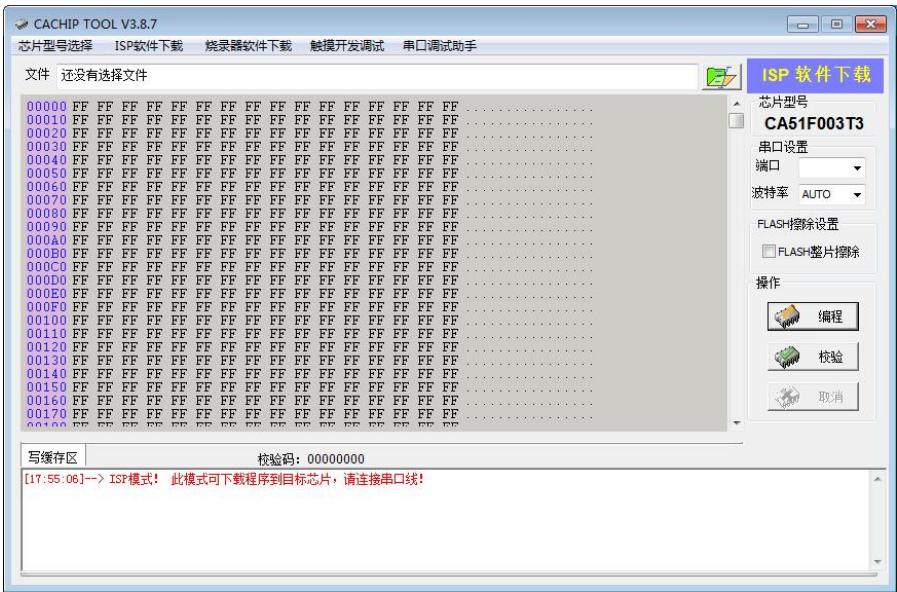 CACHIP TOOL V3.8.7
芯片型号选择 ISP软件下载 烧录器软件下载 触摸开发调试 串口调试助手
文件 还没有选择文件
ISP 软件下载
00000 FF FF FF FF FF FF FF FF FF FF FF FF FF FF FF FF ................
00010 FF FF FF FF FF FF FF FF FF FF FF FF FF FF FF FF ................
00020 FF FF FF FF FF FF FF FF FF FF FF FF FF FF FF FF ................
00030 FF FF FF FF FF FF FF FF FF FF FF FF FF FF FF FF ................
00040 FF FF FF FF FF FF FF FF FF FF FF FF FF FF FF FF ................
00050 FF FF FF FF FF FF FF FF FF FF FF FF FF FF FF FF ................
00060 FF FF FF FF FF FF FF FF FF FF FF FF FF FF FF FF ................
00070 FF FF FF FF FF FF FF FF FF FF FF FF FF FF FF FF ................
00080 FF FF FF FF FF FF FF FF FF FF FF FF FF FF FF FF ................
00090 FF FF FF FF FF FF FF FF FF FF FF FF FF FF FF FF ................
000A0 FF FF FF FF FF FF FF FF FF FF FF FF FF FF FF FF ................
000B0 FF FF FF FF FF FF FF FF FF FF FF FF FF FF FF FF ................
000C0 FF FF FF FF FF FF FF FF FF FF FF FF FF FF FF FF ................
000D0 FF FF FF FF FF FF FF FF FF FF FF FF FF FF FF FF ................
000E0 FF FF FF FF FF FF FF FF FF FF FF FF FF FF FF FF ................
000F0 FF FF FF FF FF FF FF FF FF FF FF FF FF FF FF FF ................
00100 FF FF FF FF FF FF FF FF FF FF FF FF FF FF FF FF ................
00110 FF FF FF FF FF FF FF FF FF FF FF FF FF FF FF FF ................
00120 FF FF FF FF FF FF FF FF FF FF FF FF FF FF FF FF ................
00130 FF FF FF FF FF FF FF FF FF FF FF FF FF FF FF FF ................
00140 FF FF FF FF FF FF FF FF FF FF FF FF FF FF FF FF ................
00150 FF FF FF FF FF FF FF FF FF FF FF FF FF FF FF FF ................
00160 FF FF FF FF FF FF FF FF FF FF FF FF FF FF FF FF ................
00170 FF FF FF FF FF FF FF FF FF FF FF FF FF FF FF FF ................
芯片型号
CA51F003T3
串口设置
端口
波特率 AUTO
FLASH擦除设置
FLASH整片擦除
操作
编程
校验
取消
写缓存区 校验码: 00000000
[17:55:06]--> ISP模式! 此模式可下载程序到目标芯片，请连接串口线!